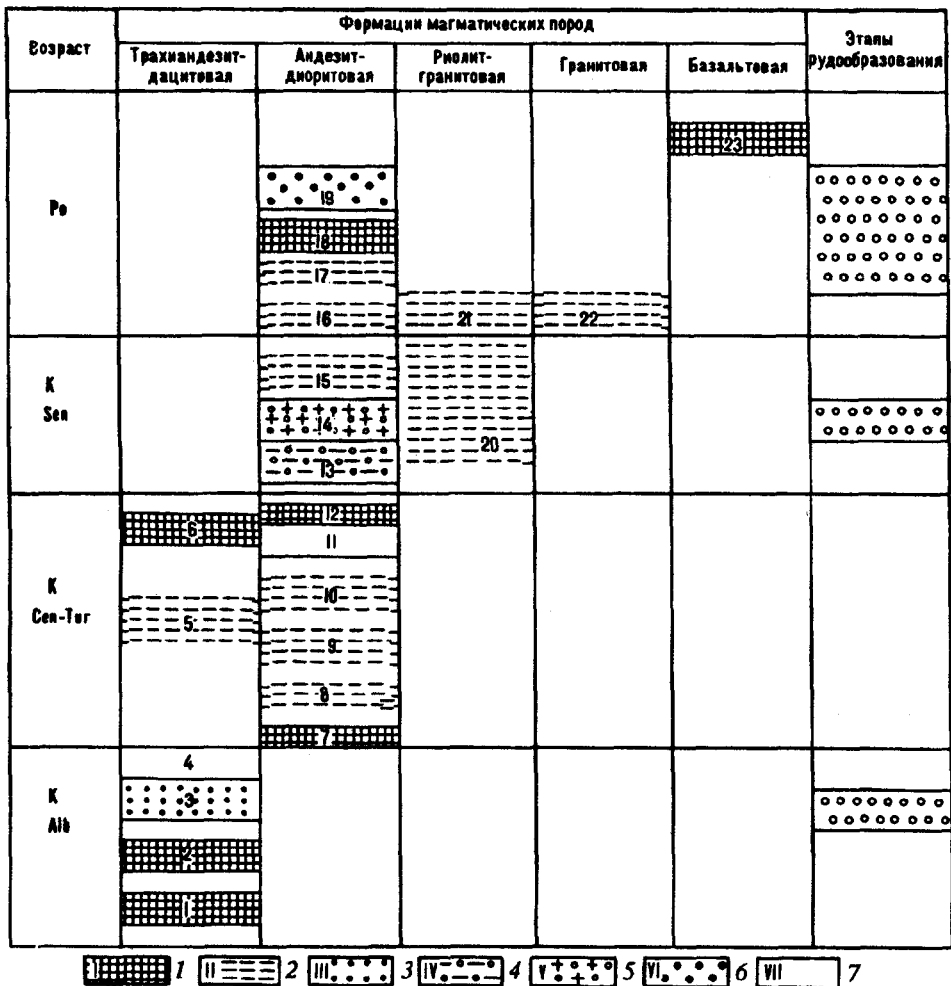 Возраст
Формации магматических пород
Этапы рудообразования
Трахиандезит-дацитовая
Андезит-диоритовая
Риолит-гранитовая
Гранитовая
Базальтовая
23
Po
19
18
17
16
21
22
K
Sen
15
14
20
13
K
Cen-Tur
6
12
11
10
5
9
8
7
K
Alb
4
3
2
1
I 1 II 2 III 3 IV 4 V 5 VI 6 VII 7